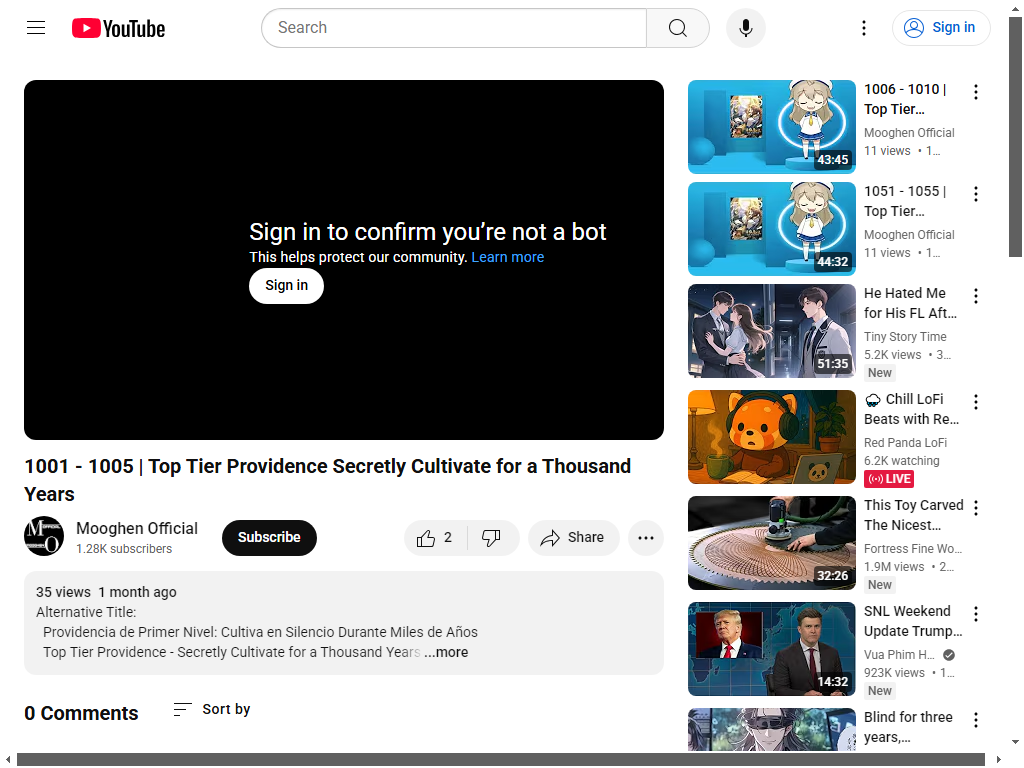 YouTube
Search
Sign in
Sign in to confirm you’re not a bot
This helps protect our community. Learn more
Sign in
1001 - 1005 | Top Tier Providence Secretly Cultivate for a Thousand
Years
Mooghen Official
1.28K subscribers
Subscribe
2
Share
35 views 1 month ago
Alternative Title:
Providencia de Primer Nivel: Cultiva en Silencio Durante Miles de Años
Top Tier Providence - Secretly Cultivate for a Thousand Years ...more
0 Comments
Sort by
43:45
1006 - 1010 |
Top Tier…
Mooghen Official
11 views • 1…
44:32
1051 - 1055 |
Top Tier…
Mooghen Official
11 views • 1…
51:35
He Hated Me
for His FL Aft…
Tiny Story Time
5.2K views • 3…
New
Chill LoFi
Beats with Re…
Red Panda LoFi
6.2K watching
LIVE
32:26
This Toy Carved
The Nicest…
Fortress Fine Wo…
1.9M views • 2…
New
14:32
SNL Weekend
Update Trump…
Vua Phim H…
923K views • 1…
New
Blind for three
years,…